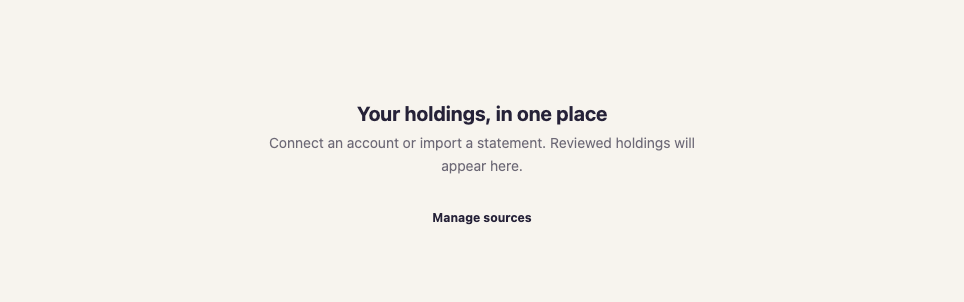 Your holdings, in one place
Connect an account or import a statement. Reviewed holdings will
appear here.
Manage sources